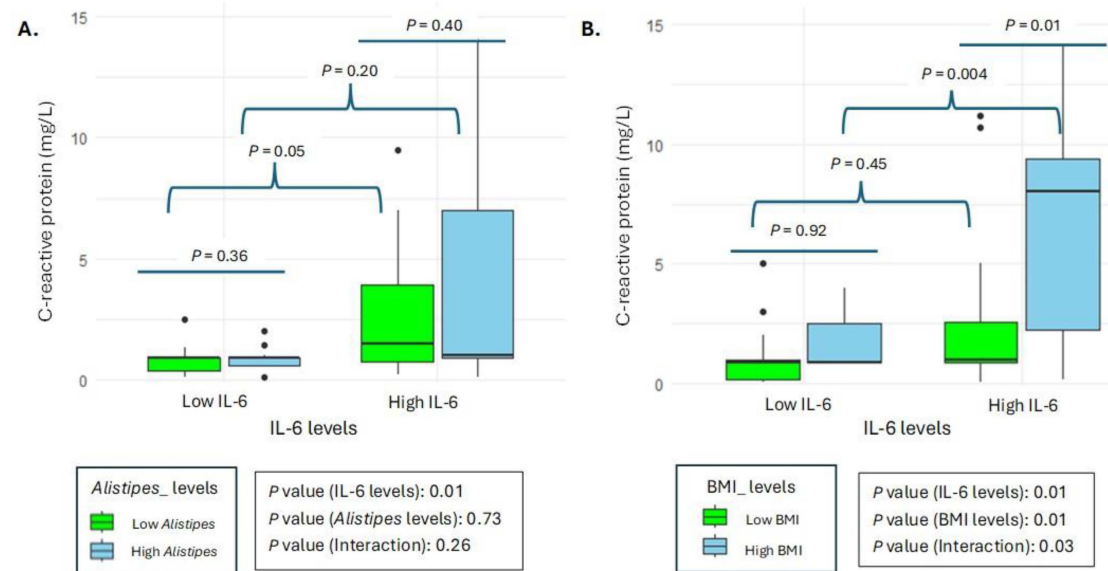 A.
C-reactive protein (mg/L)
15
10
5
0
P = 0.40
P = 0.20
P = 0.05
P = 0.36
Low IL-6
High IL-6
IL-6 levels
Alistipes_ levels
Low Alistipes
High Alistipes
P value (IL-6 levels): 0.01
P value (Alistipes levels): 0.73
P value (Interaction): 0.26
B.
C-reactive protein (mg/L)
15
10
5
0
P = 0.01
P = 0.004
P = 0.45
P = 0.92
Low IL-6
High IL-6
IL-6 levels
BMI_ levels
Low BMI
High BMI
P value (IL-6 levels): 0.01
P value (BMI levels): 0.01
P value (Interaction): 0.03